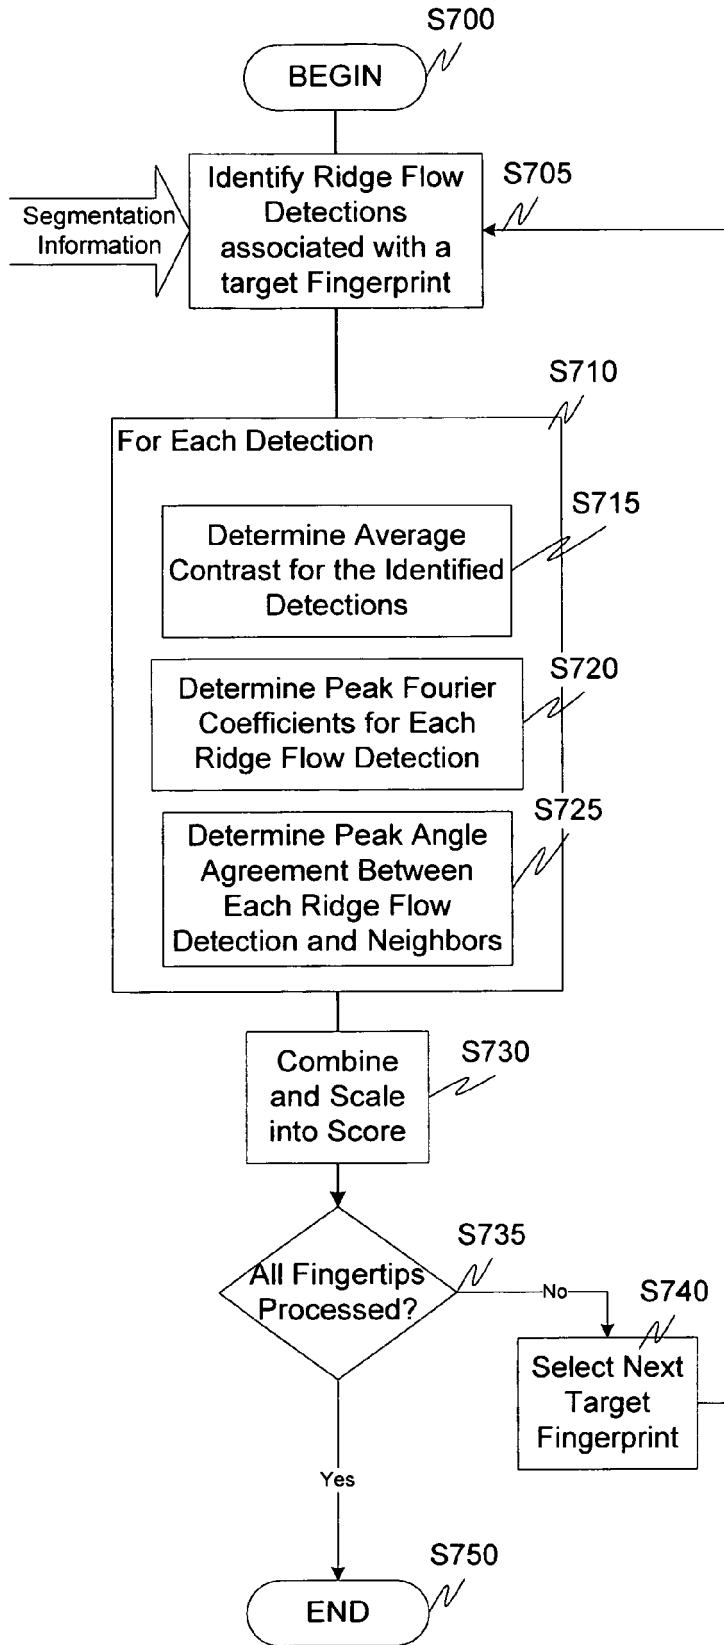 S700
BEGIN
Identify Ridge Flow
Detections
associated with a
target Fingerprint
S705
Segmentation
Information
S710
For Each Detection
S715
Determine Average
Contrast for the Identified
Detections
S720
Determine Peak Fourier
Coefficients for Each
Ridge Flow Detection
S725
Determine Peak Angle
Agreement Between
Each Ridge Flow
Detection and Neighbors
Combine
and Scale
into Score
S730
All Fingertips
Processed?
S735
No
S740
Select Next
Target
Fingerprint
Yes
S750
END